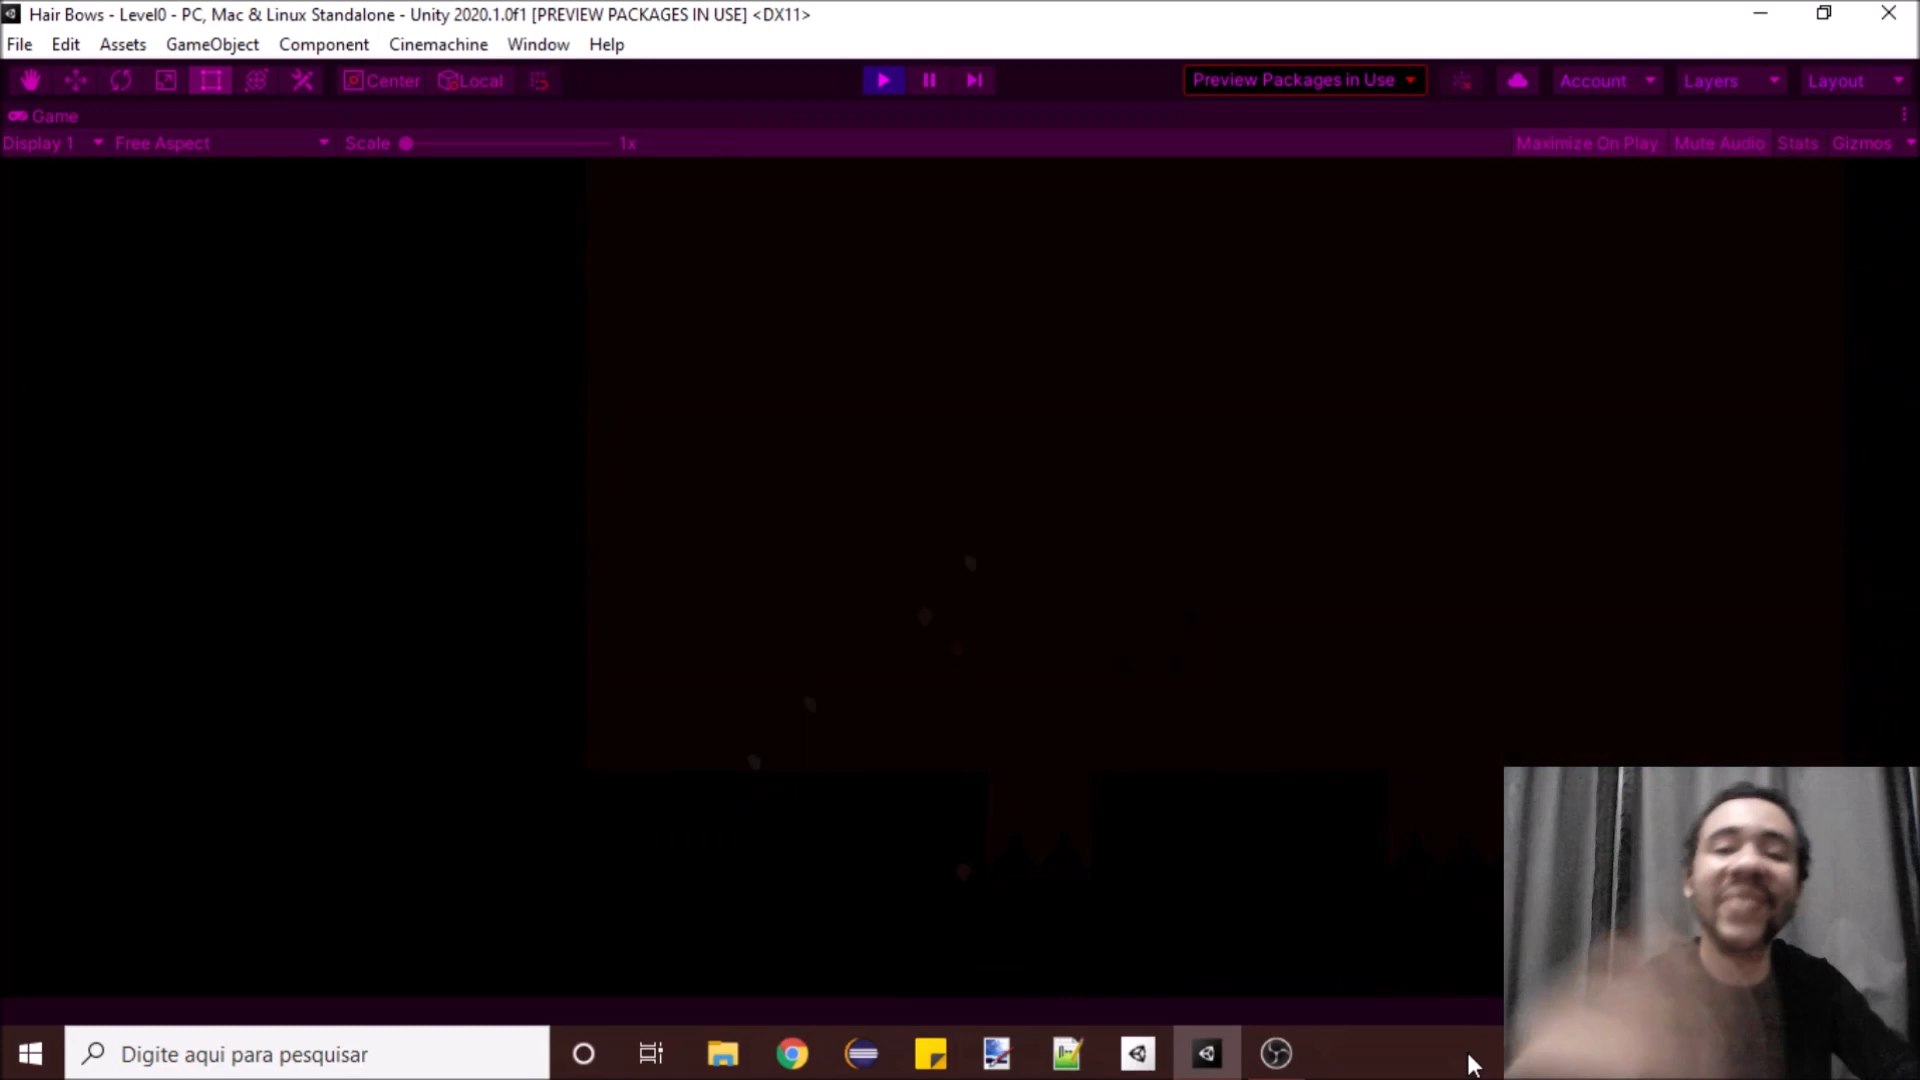 Hair Bows - Level0 - PC, Mac & Linux Standalone - Unity 2020.1.0f1 [PREVIEW PACKAGES IN USE] <DX11>
File Edit Assets GameObject Component Cinemachine Window Help
Center Local Preview Packages in Use Account Layers Layout
Game
Display 1 Free Aspect Scale 1x Maximize On Play Mute Audio Stats Gizmos
Digite aqui para pesquisar